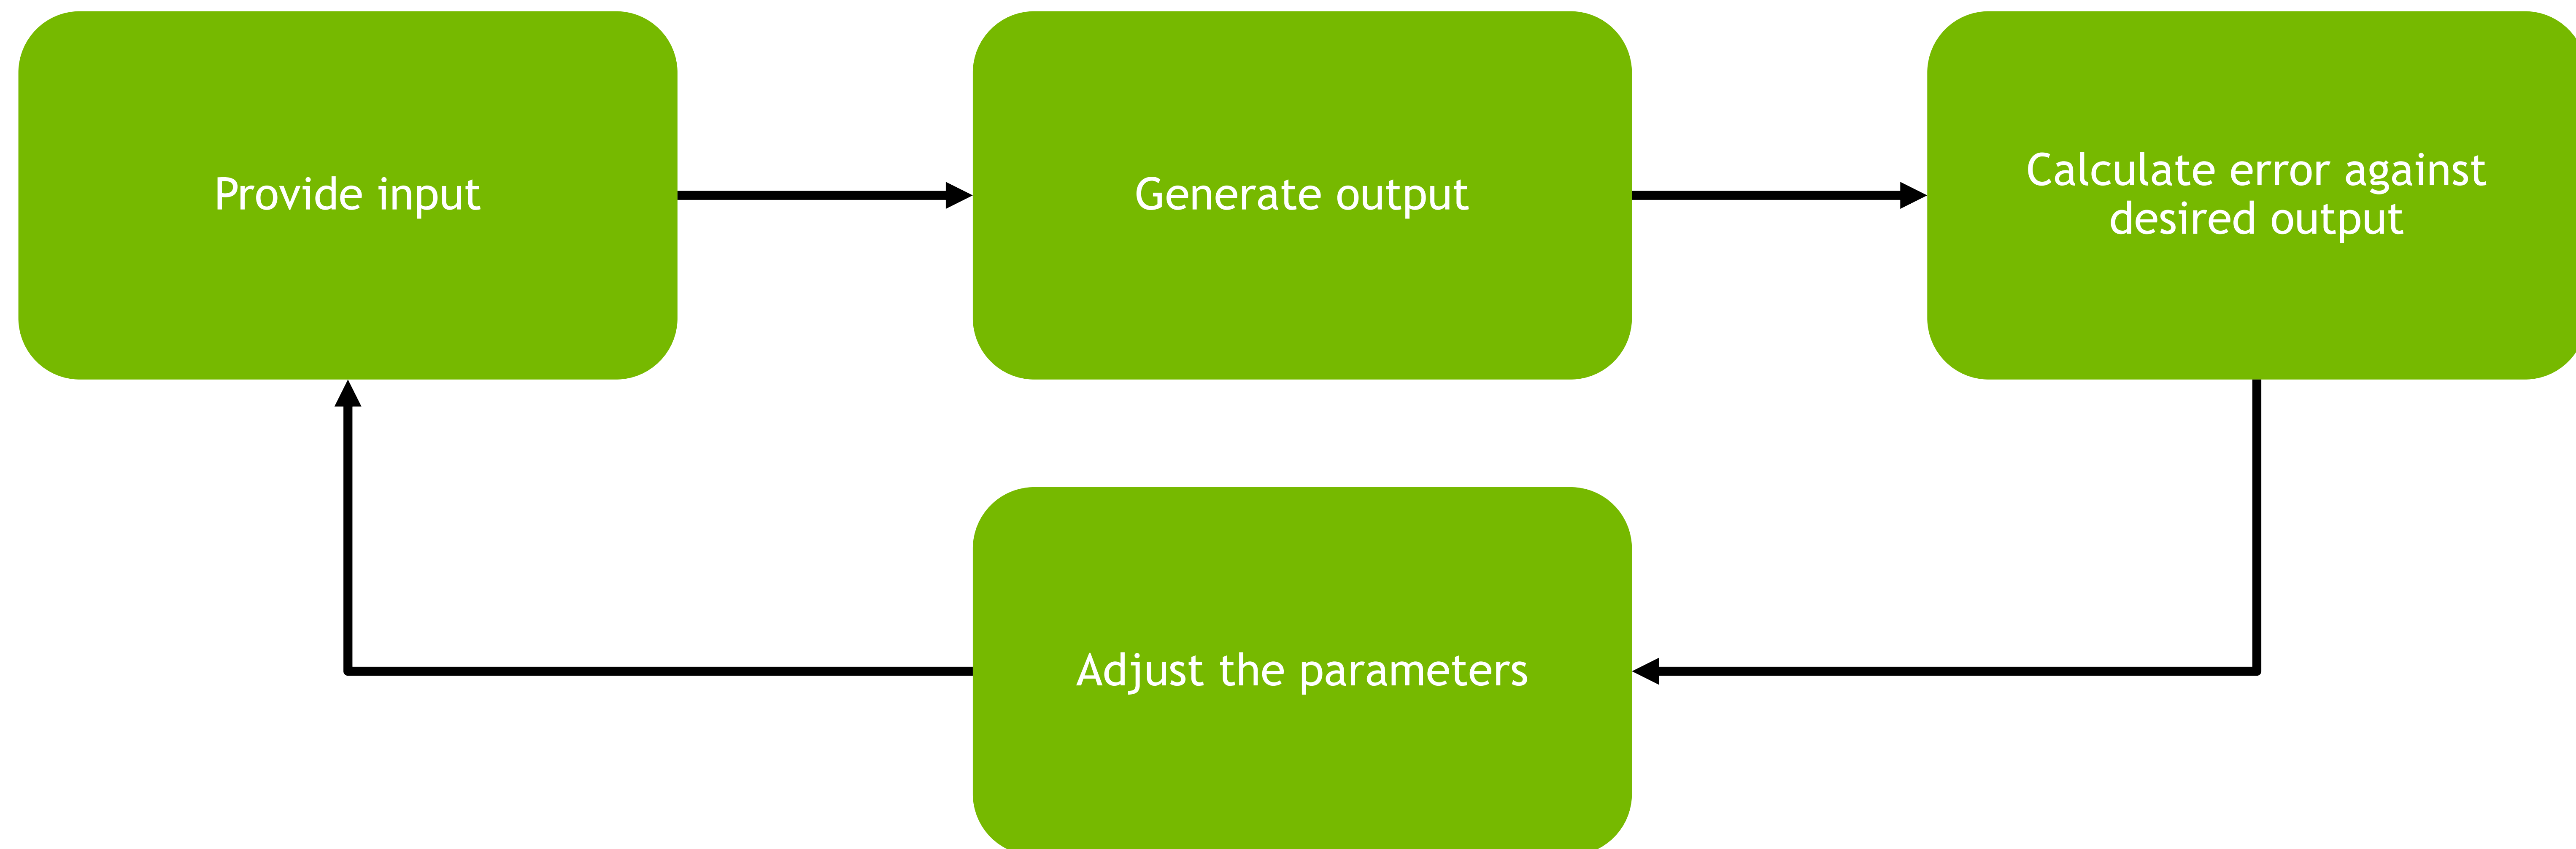 Provide input
Generate output
Calculate error against
desired output
Adjust the parameters